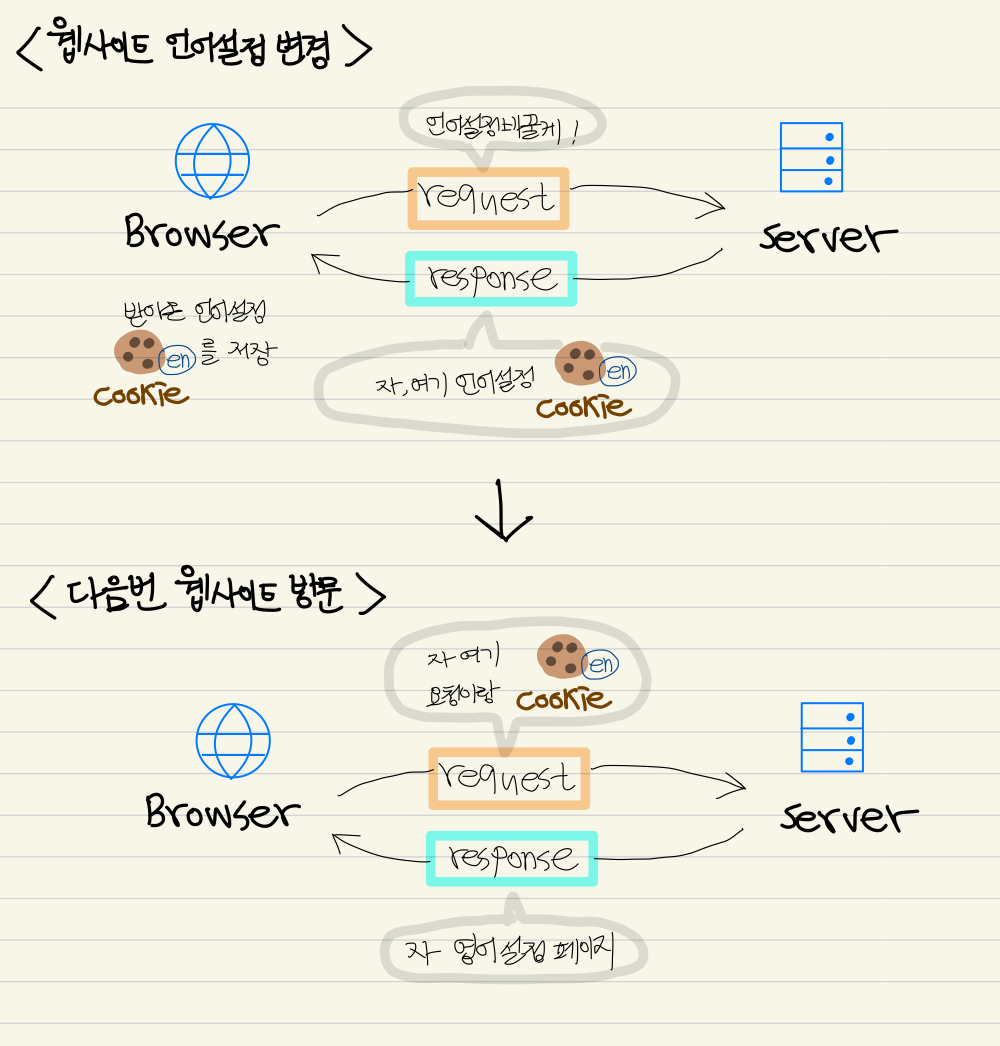 <웹사이트 언어설정 변경>
언어설정바꿀게!
request
Browser
server
response
받아온 언어설정
en 를 저장
cookie
자,여기 언어설정
en
cookie
<다음번 웹사이트 방문>
자 여기
en
요청이랑
cookie
request
Browser
server
response
자 영어설정 페이지